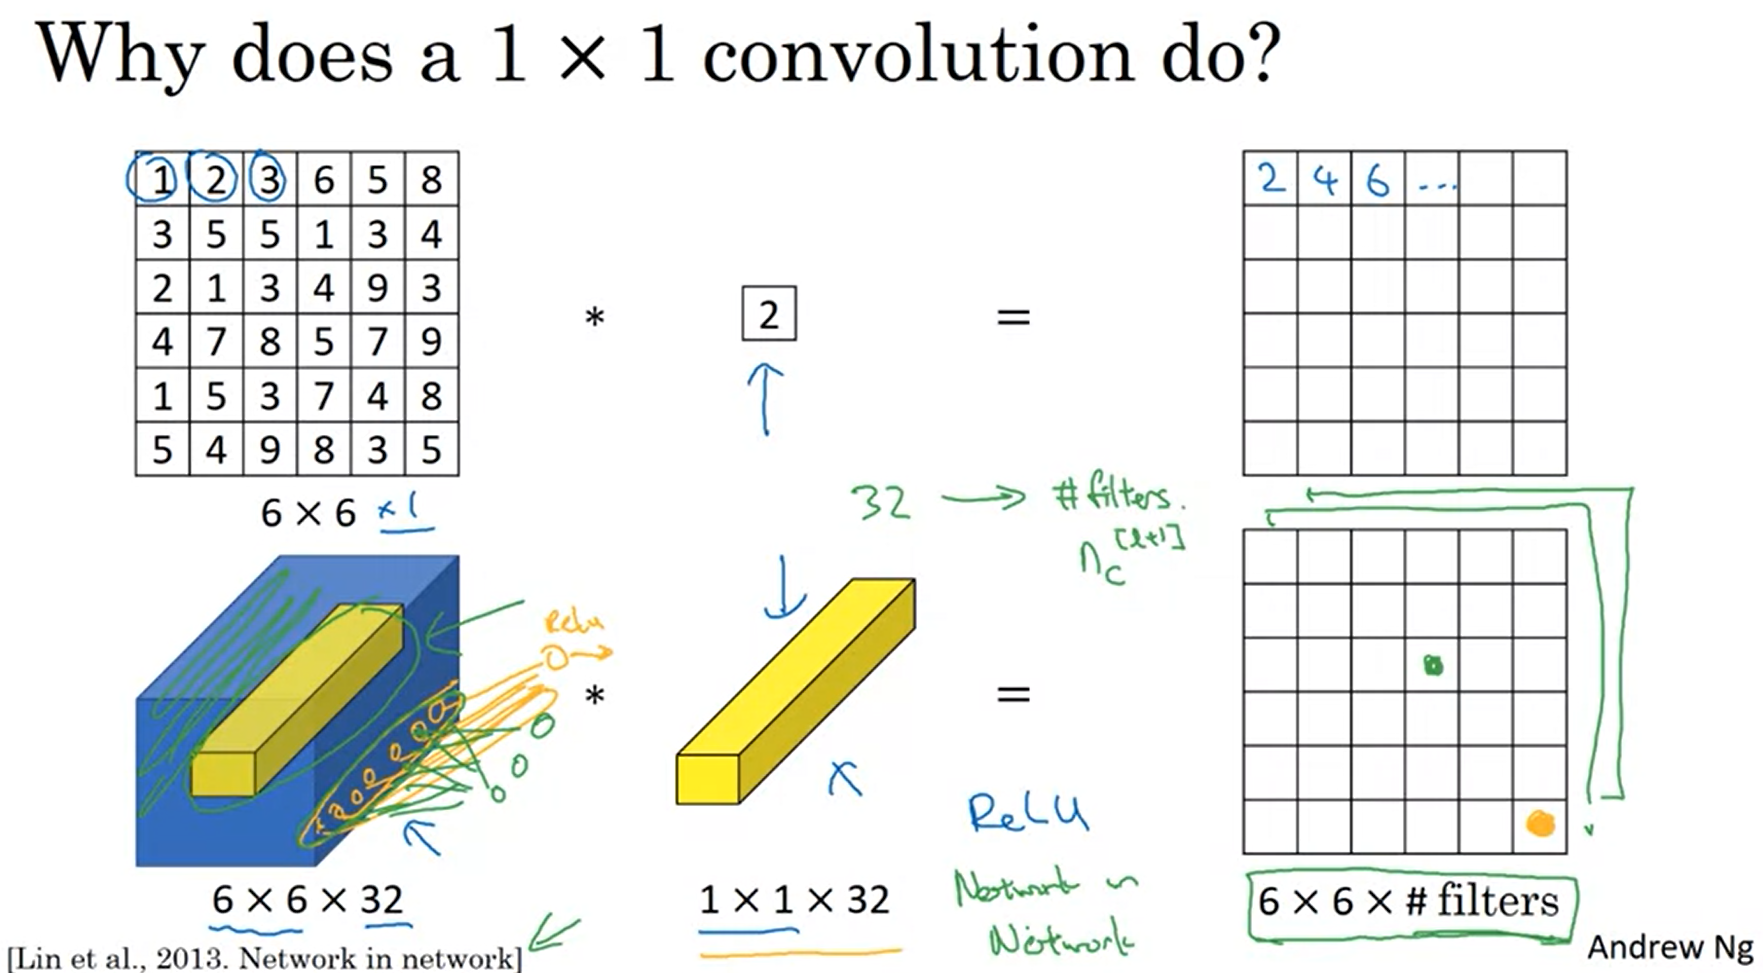 Why does a 1 × 1 convolution do?
1 2 3 6 5 8
3 5 5 1 3 4
2 1 3 4 9 3
4 7 8 5 7 9
1 5 3 7 4 8
5 4 9 8 3 5
6 × 6 × 1
*
2
=
2 4 6 ...
32 → # filters.
n_c^[l+1]
ReLU
*
=
ReLU
Network in
Network
6 × 6 × 32
1 × 1 × 32
6 × 6 × # filters
[Lin et al., 2013. Network in network]
Andrew Ng